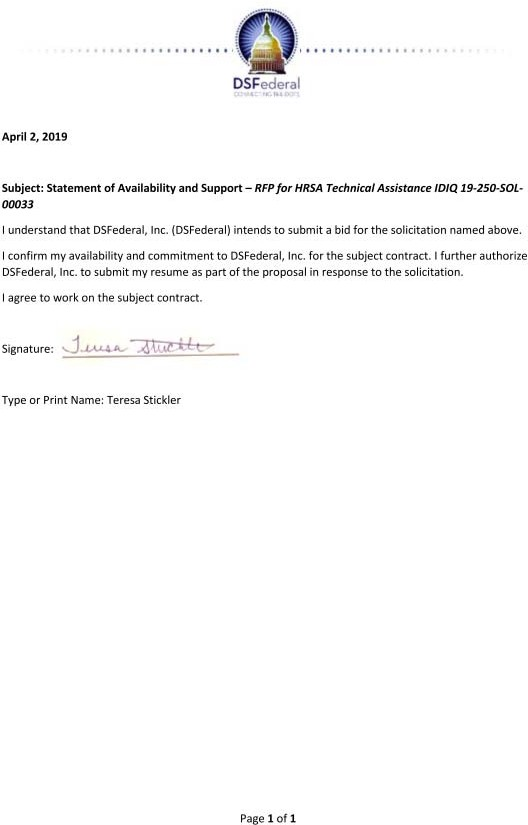 DSFederal
CONNECTING THE DOTS
April 2, 2019
Subject: Statement of Availability and Support – RFP for HRSA Technical Assistance IDIQ 19-250-SOL-
00033
I understand that DSFederal, Inc. (DSFederal) intends to submit a bid for the solicitation named above.
I confirm my availability and commitment to DSFederal, Inc. for the subject contract. I further authorize
DSFederal, Inc. to submit my resume as part of the proposal in response to the solicitation.
I agree to work on the subject contract.
Signature: Teresa Stickler
Type or Print Name: Teresa Stickler
Page 1 of 1